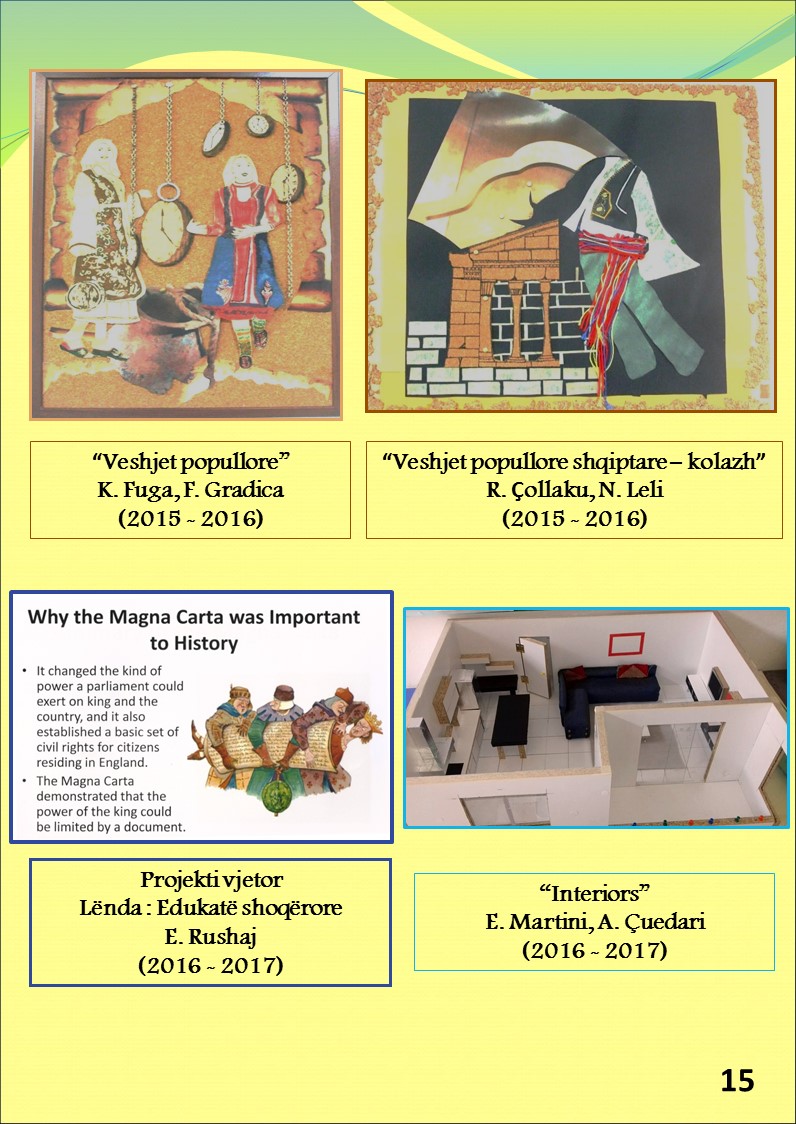 “Veshjet popullore”
K. Fuga, F. Gradica
(2015 ~ 2016)
“Veshjet popullore shqiptare – kolazh”
R. Çollaku, N. Leli
(2015 ~ 2016)
Why the Magna Carta was Important
to History
• It changed the kind of
power a parliament could
exert on king and the
country, and it also
established a basic set of
civil rights for citizens
residing in England.
• The Magna Carta
demonstrated that the
power of the king could
be limited by a document.
Projekti vjetor
Lënda : Edukatë shoqërore
E. Rushaj
(2016 ~ 2017)
“Interiors”
E. Martini, A. Çuedari
(2016 ~ 2017)
15